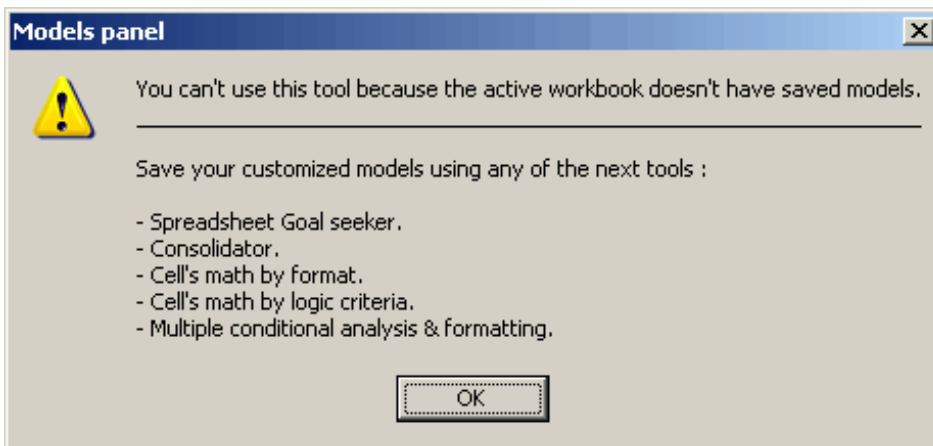 Models panel
You can't use this tool because the active workbook doesn't have saved models.
Save your customized models using any of the next tools :
- Spreadsheet Goal seeker.
- Consolidator.
- Cell's math by format.
- Cell's math by logic criteria.
- Multiple conditional analysis & formatting.
OK